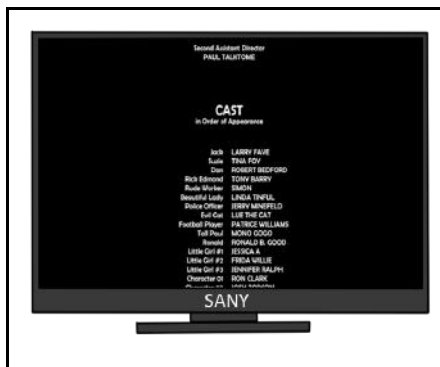 Second Assistant Director
PAUL TALKTOME
CAST
in Order of Appearance
Jack LARRY FAVE
Suzie TINA FOV
Dan ROBERT BEDFORD
Rick Edmond TONY BARRY
Rude Worker SIMON
Beautiful Lady LINDA TINFUL
Police Officer JERRY MINEFELD
Evil Cat LUE THE CAT
Football Player PATRICE WILLIAMS
Tall Paul MONO GOGO
Ronald RONALD B. GOOD
Little Girl #1 JESSICA A
Little Girl #2 FRIDA WILLIE
Little Girl #3 JENNIFER RALPH
Character 01 RON CLARK
SANY